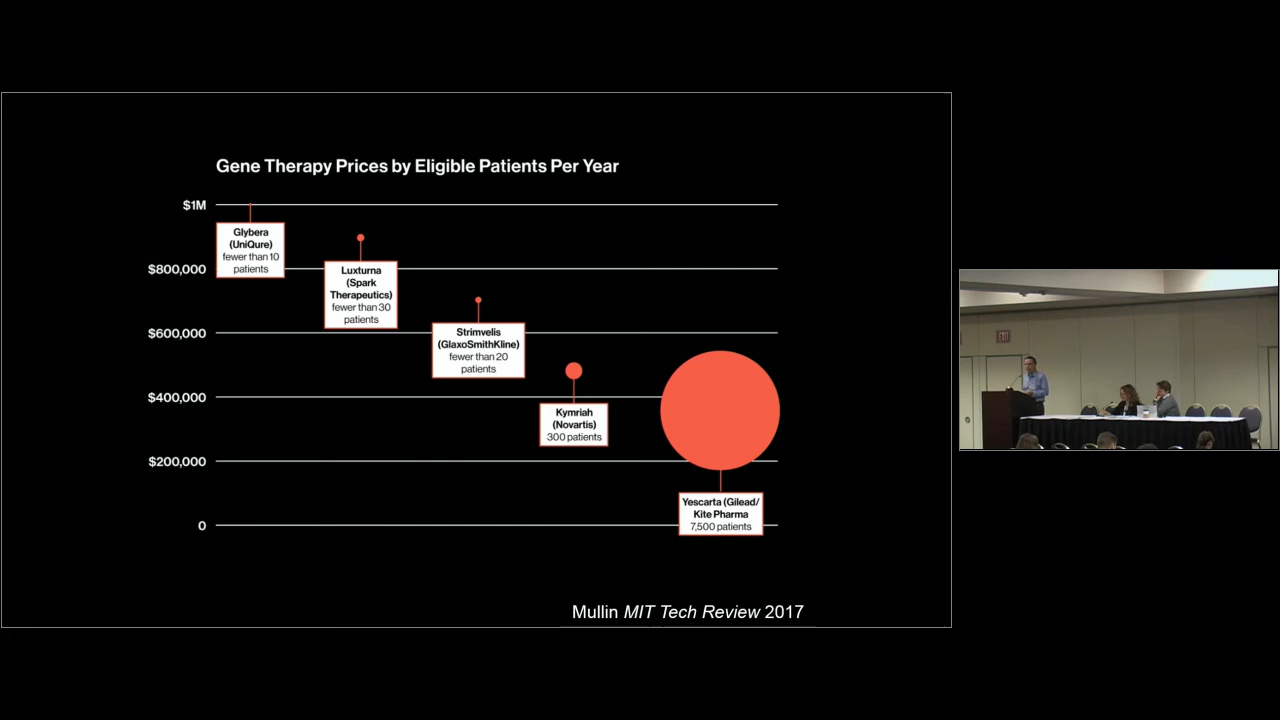 Gene Therapy Prices by Eligible Patients Per Year
$1M
Glybera
(UniQure)
fewer than 10
patients
$800,000
Luxturna
(Spark
Therapeutics)
fewer than 30
patients
$600,000
Strimvelis
(GlaxoSmithKline)
fewer than 20
patients
$400,000
Kymriah
(Novartis)
300 patients
$200,000
Yescarta (Gilead/
Kite Pharma
7,500 patients
0
Mullin MIT Tech Review 2017
EXIT